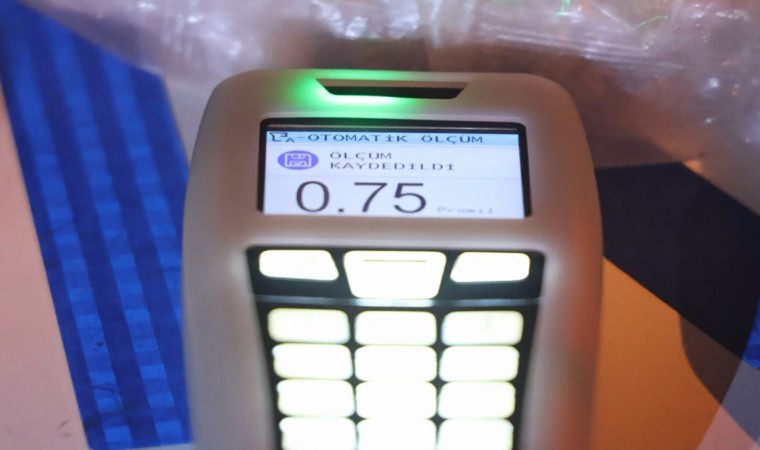 -OTOMATİK ÖLÇÜM
ÖLÇÜM
KAYDEDİLDİ
0.75 Promil